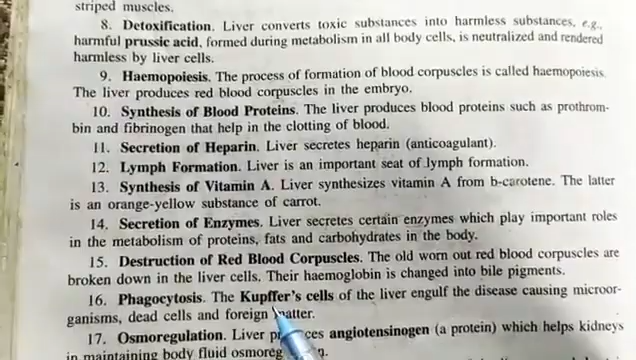 striped muscles.
8. Detoxification. Liver converts toxic substances into harmless substances, e.g.,
harmful prussic acid, formed during metabolism in all body cells, is neutralized and rendered
harmless by liver cells.
9. Haemopoiesis. The process of formation of blood corpuscles is called haemopoiesis.
The liver produces red blood corpuscles in the embryo.
10. Synthesis of Blood Proteins. The liver produces blood proteins such as prothrom-
bin and fibrinogen that help in the clotting of blood.
11. Secretion of Heparin. Liver secretes heparin (anticoagulant).
12. Lymph Formation. Liver is an important seat of lymph formation.
13. Synthesis of Vitamin A. Liver synthesizes vitamin A from b-carotene. The latter
is an orange-yellow substance of carrot.
14. Secretion of Enzymes. Liver secretes certain enzymes which play important roles
in the metabolism of proteins, fats and carbohydrates in the body.
15. Destruction of Red Blood Corpuscles. The old worn out red blood corpuscles are
broken down in the liver cells. Their haemoglobin is changed into bile pigments.
16. Phagocytosis. The Kupffer's cells of the liver engulf the disease causing microor-
ganisms, dead cells and foreign matter.
17. Osmoregulation. Liver angiotensinogen (a protein) which helps kidneys
in maintaining body fluid